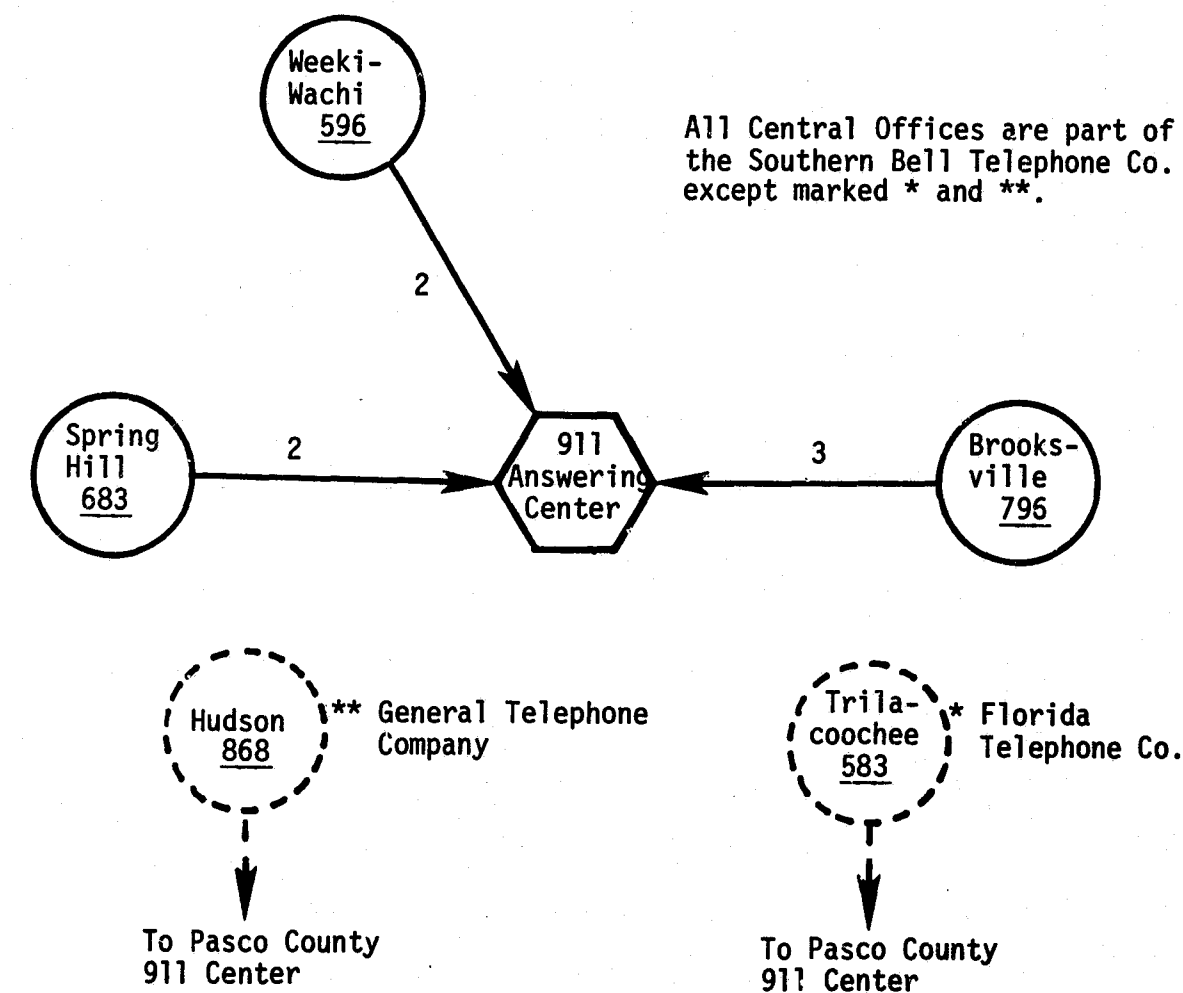 Weeki-
Wachi
596
All Central Offices are part of
the Southern Bell Telephone Co.
except marked * and **.
2
Spring
Hill
683
2
911
Answering
Center
3
Brooks-
ville
796
Hudson
868
** General Telephone
Company
Trila-
coochee
583
* Florida
Telephone Co.
To Pasco County
911 Center
To Pasco County
911 Center